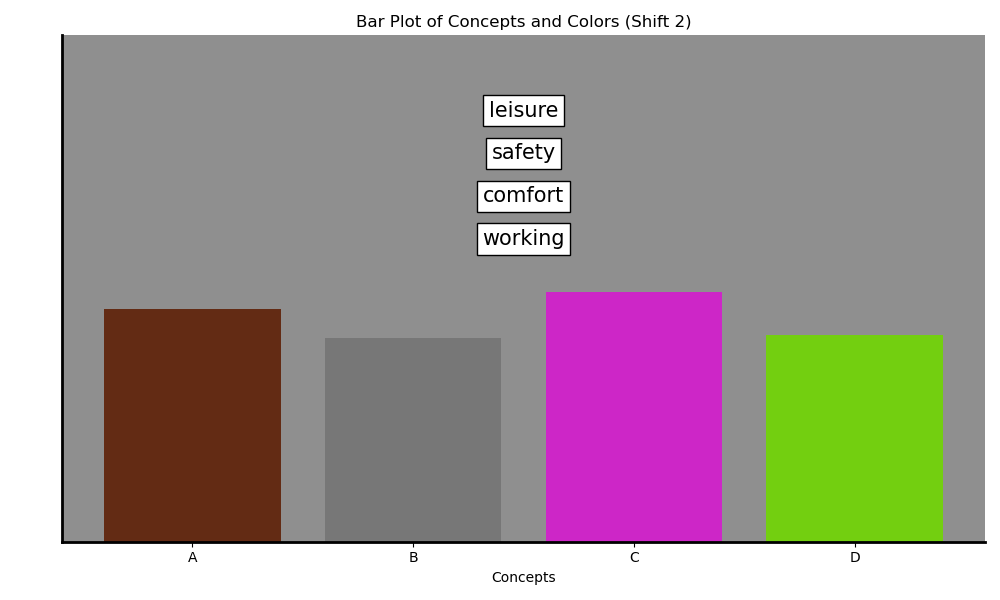 Bar Plot of Concepts and Colors (Shift 2)
leisure
safety
comfort
working
A B C D
Concepts